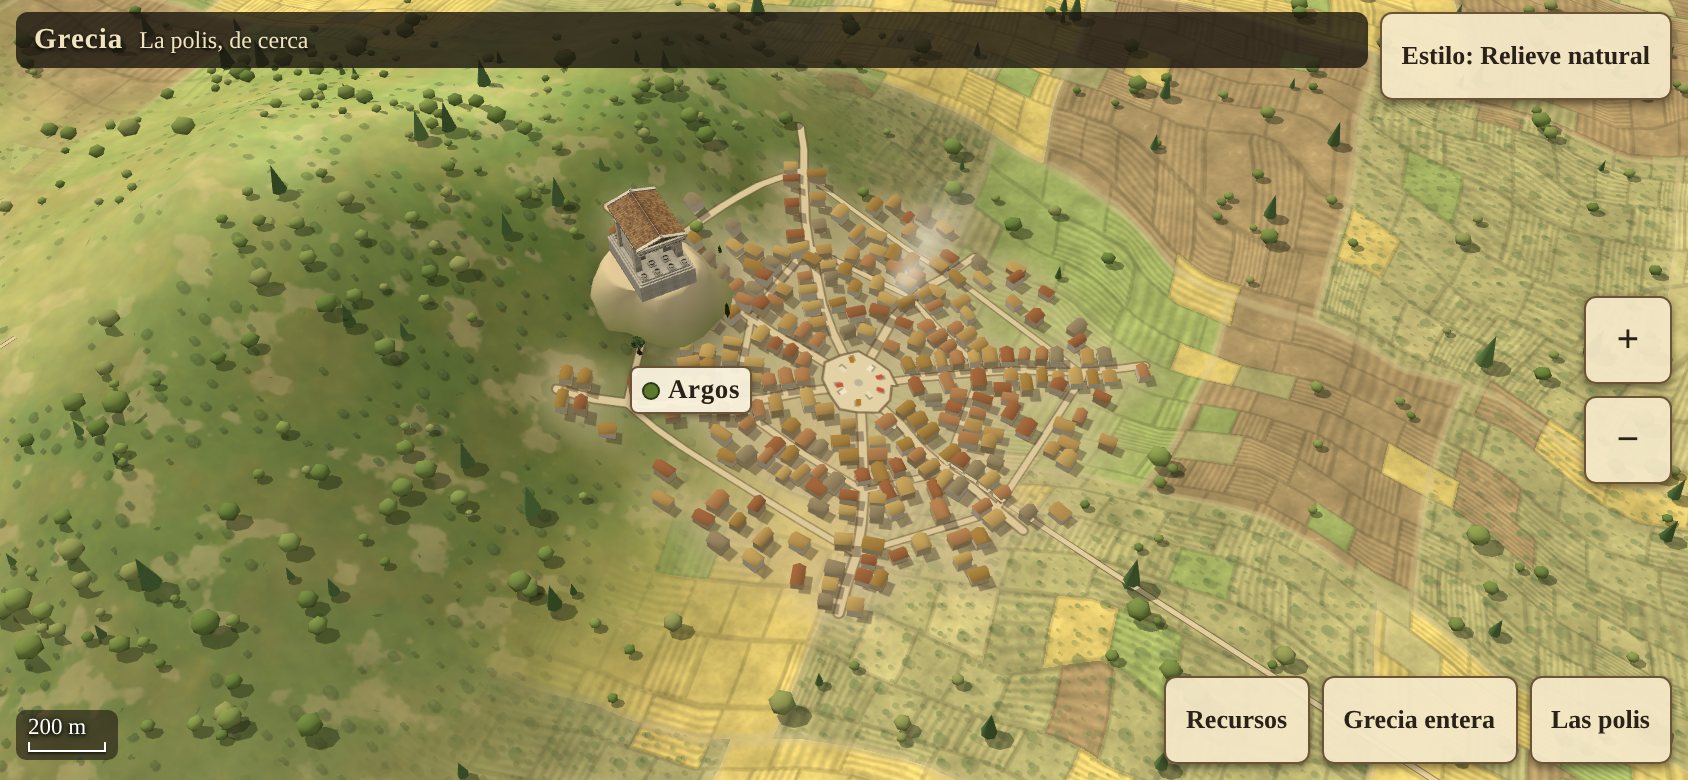 Grecia La polis, de cerca
Estilo: Relieve natural
+
Argos
−
200 m
Recursos
Grecia entera
Las polis